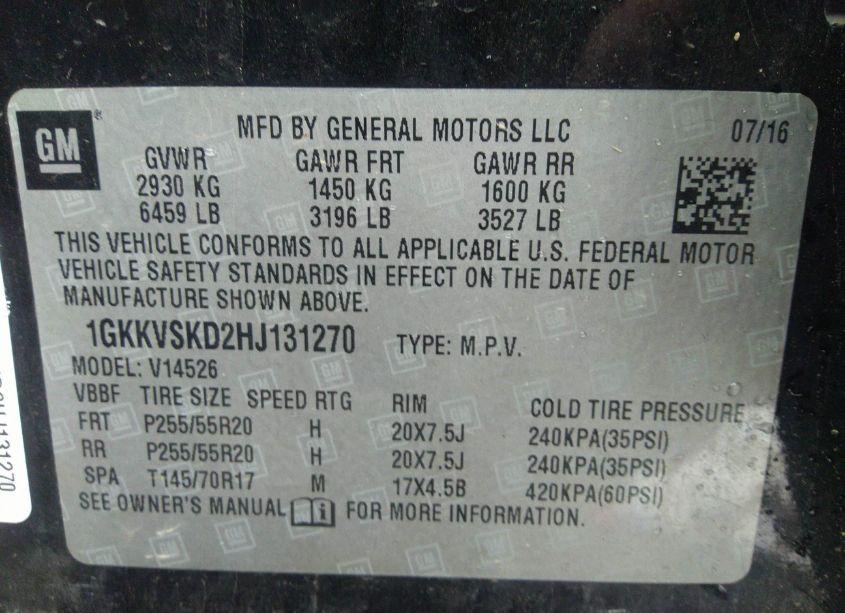 GM
MFD BY GENERAL MOTORS LLC 07/16
GVWR GAWR FRT GAWR RR
2930 KG 1450 KG 1600 KG
6459 LB 3196 LB 3527 LB
THIS VEHICLE CONFORMS TO ALL APPLICABLE U.S. FEDERAL MOTOR
VEHICLE SAFETY STANDARDS IN EFFECT ON THE DATE OF
MANUFACTURE SHOWN ABOVE.
1GKKVSKD2HJ131270 TYPE: M.P.V.
MODEL: V14526
VBBF TIRE SIZE SPEED RTG RIM COLD TIRE PRESSURE
FRT P255/55R20 H 20X7.5J 240KPA(35PSI)
RR P255/55R20 H 20X7.5J 240KPA(35PSI)
SPA T145/70R17 M 17X4.5B 420KPA(60PSI)
SEE OWNER'S MANUAL FOR MORE INFORMATION.